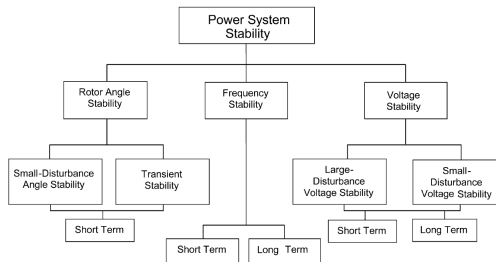 Power System
Stability
Rotor Angle
Stability
Frequency
Stability
Voltage
Stability
Small-Disturbance
Angle Stability
Transient
Stability
Large-
Disturbance
Voltage Stability
Small-
Disturbance
Voltage Stability
Short Term
Short Term
Long Term
Short Term
Long Term